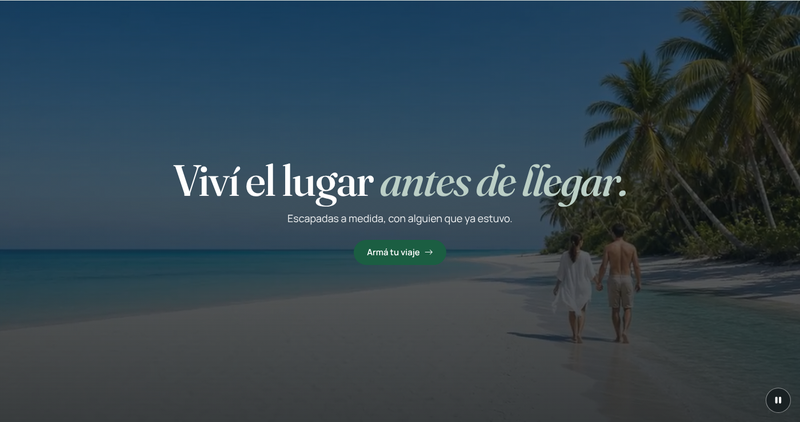 Viví el lugar antes de llegar.
Escapadas a medida, con alguien que ya estuvo.
Armá tu viaje →